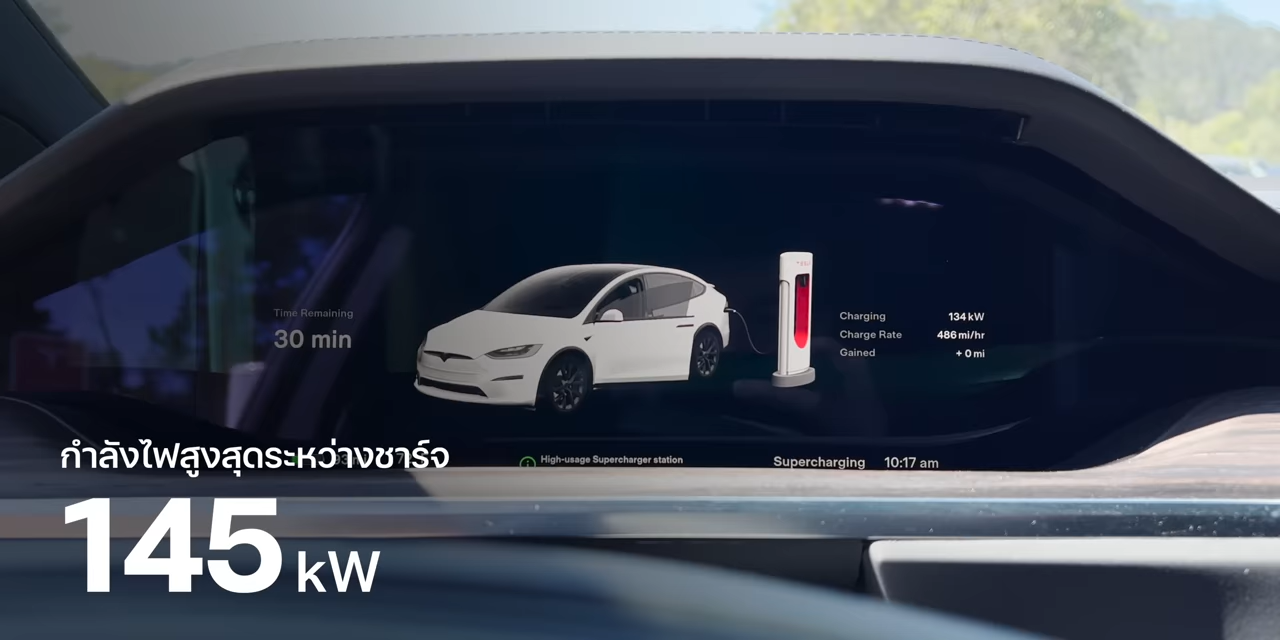 Time Remaining
30 min
Charging 134 kW
Charge Rate 486 mi/hr
Gained + 0 mi
High-usage Supercharger station
Supercharging 10:17 am
กำลังไฟสูงสุดระหว่างชาร์จ
145 kW